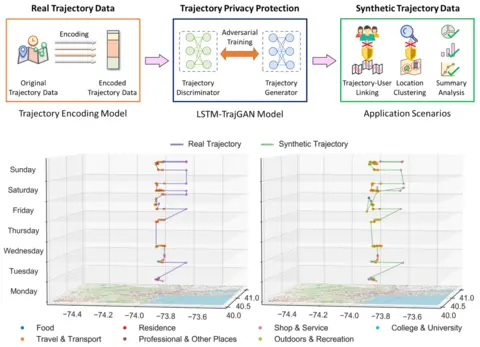 Real Trajectory Data
Trajectory Privacy Protection
Synthetic Trajectory Data
Encoding
Original
Trajectory Data
Encoded
Trajectory Data
Adversarial
Training
Trajectory
Discriminator
Trajectory
Generator
Trajectory-User
Linking
Location
Clustering
Summary
Analysis
Trajectory Encoding Model
LSTM-TrajGAN Model
Application Scenarios
Real Trajectory
Synthetic Trajectory
Sunday
Saturday
Friday
Thursday
Wednesday
Tuesday
Monday
−74.4 −74.2 −74.0 −73.8 −73.6 40.0 40.5 41.0
−74.4 −74.2 −74.0 −73.8 −73.6 40.0 40.5 41.0
Food
Residence
Shop & Service
College & University
Travel & Transport
Professional & Other Places
Outdoors & Recreation